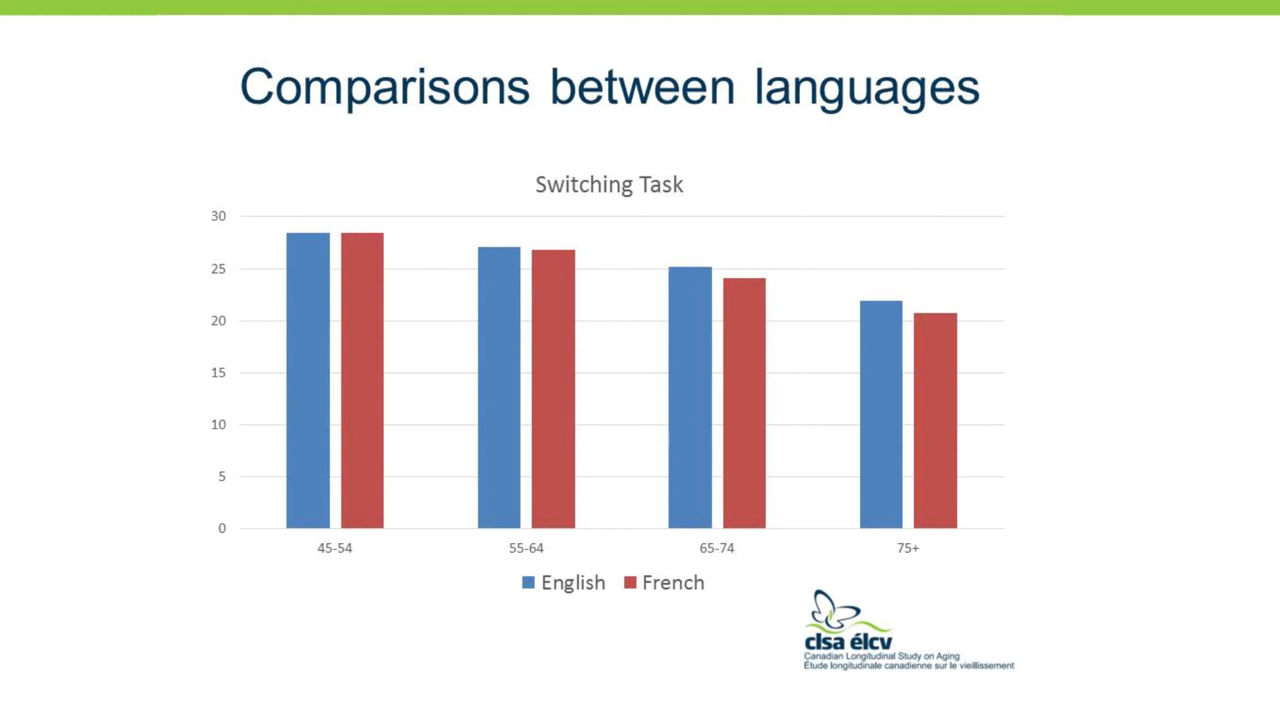 Comparisons between languages
Switching Task
30
25
20
15
10
5
0
45-54 55-64 65-74 75+
English French
clsa élcv
Canadian Longitudinal Study on Aging
Étude longitudinale canadienne sur le vieillissement